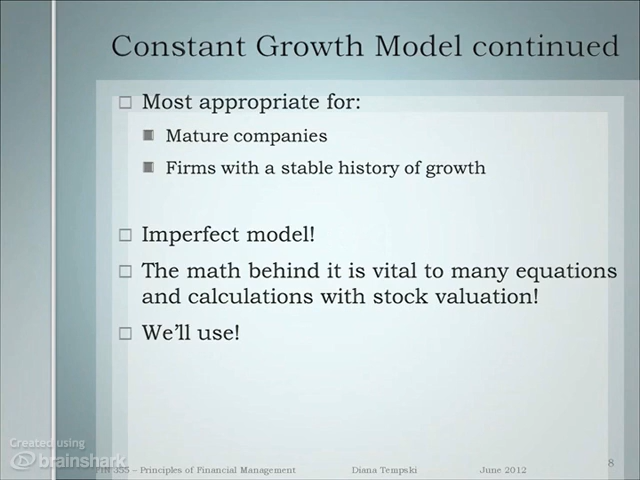 Constant Growth Model continued
Most appropriate for:
Mature companies
Firms with a stable history of growth
Imperfect model!
The math behind it is vital to many equations
and calculations with stock valuation!
We'll use!
Created using
brainshark
FIN 355 – Principles of Financial Management Diana Tempski June 2012
8